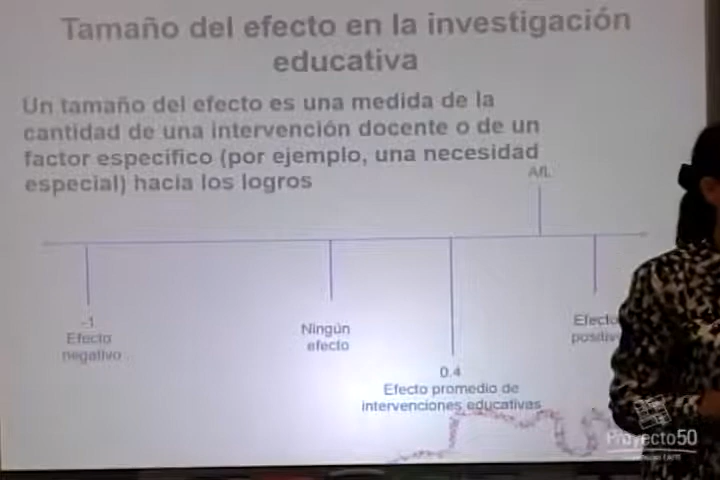 Tamaño del efecto en la investigación
educativa
Un tamaño del efecto es una medida de la
cantidad de una intervención docente o de un
factor específico (por ejemplo, una necesidad
especial) hacia los logros
AfL
-1
Efecto
negativo
Ningún
efecto
0.4
Efecto promedio de
intervenciones educativas
Efecto
positivo
Proyecto50